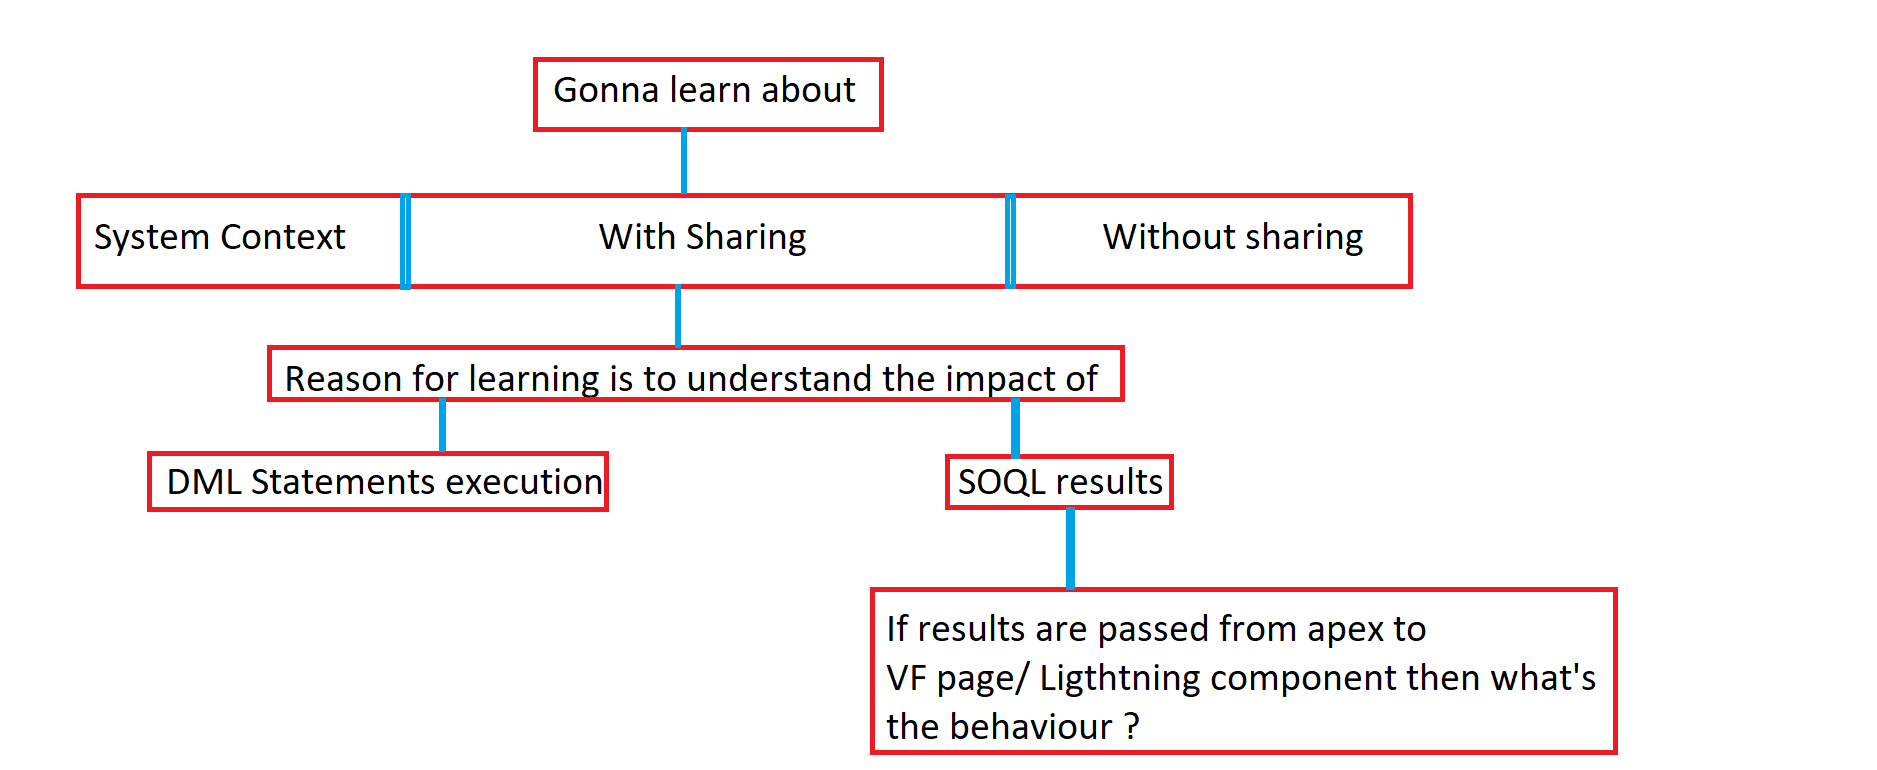 Gonna learn about
System Context
With Sharing
Without sharing
Reason for learning is to understand the impact of
DML Statements execution
SOQL results
If results are passed from apex to
VF page/ Ligthtning component then what's
the behaviour ?